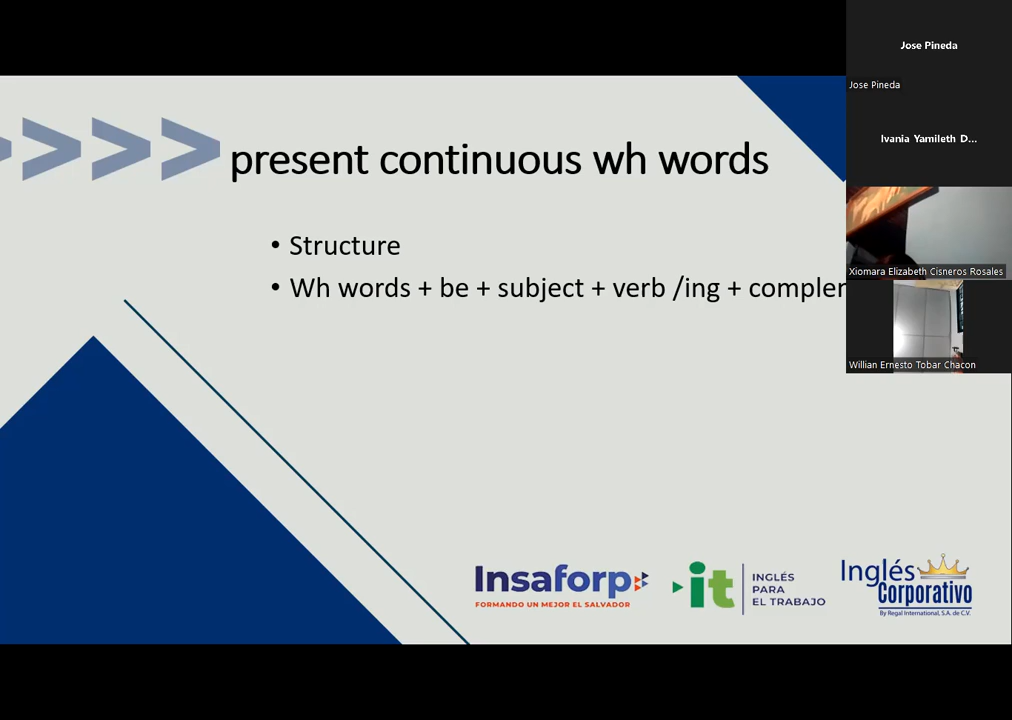 Jose Pineda
Jose Pineda
Ivania Yamileth D...
Xiomara Elizabeth Cisneros Rosales
Willian Ernesto Tobar Chacon
present continuous wh words
• Structure
• Wh words + be + subject + verb /ing + complem
Insaforp
FORMANDO UN MEJOR EL SALVADOR
it
INGLÉS
PARA
EL TRABAJO
Inglés
Corporativo
By Regal International, S.A. de C.V.